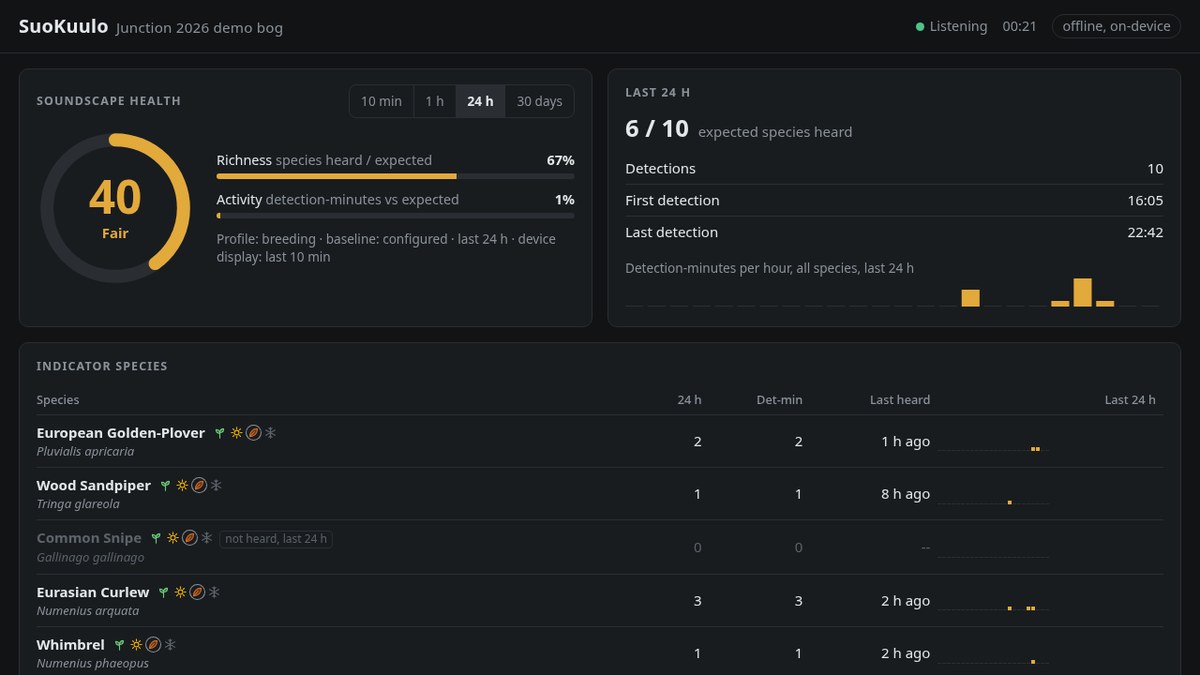 SuoKuulo Junction 2026 demo bog
Listening 00:21 offline, on-device
SOUNDSCAPE HEALTH
10 min 1 h 24 h 30 days
40
Fair
Richness species heard / expected 67%
Activity detection-minutes vs expected 1%
Profile: breeding · baseline: configured · last 24 h · device
display: last 10 min
LAST 24 H
6 / 10 expected species heard
Detections 10
First detection 16:05
Last detection 22:42
Detection-minutes per hour, all species, last 24 h
INDICATOR SPECIES
Species 24 h Det-min Last heard Last 24 h
European Golden-Plover 2 2 1 h ago
Pluvialis apricaria
Wood Sandpiper 1 1 8 h ago
Tringa glareola
Common Snipe not heard, last 24 h 0 0 --
Gallinago gallinago
Eurasian Curlew 3 3 2 h ago
Numenius arquata
Whimbrel 1 1 2 h ago
Numenius phaeopus